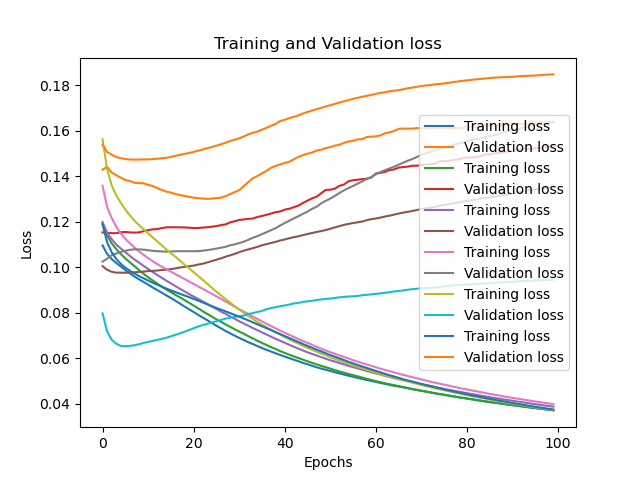 Training and Validation loss
0.18
0.16
0.14
0.12
0.10
0.08
0.06
0.04
Loss
Training loss
Validation loss
Training loss
Validation loss
Training loss
Validation loss
Training loss
Validation loss
Training loss
Validation loss
Training loss
Validation loss
0
20
40
60
80
100
Epochs